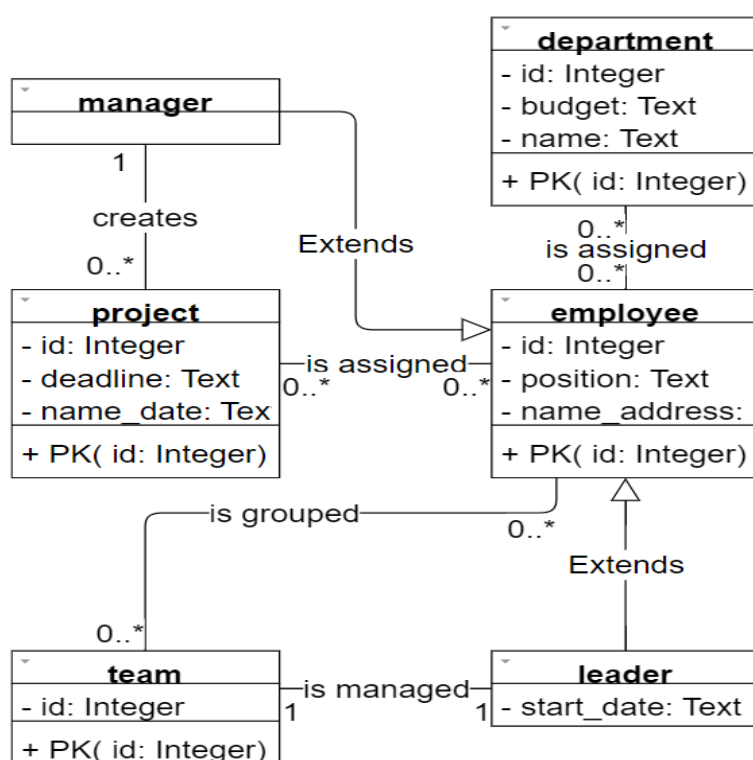 department
- id: Integer
- budget: Text
- name: Text
+ PK( id: Integer)
manager
1
creates
0..*
Extends
0..*
is assigned
0..*
project
- id: Integer
- deadline: Text
- name_date: Tex
+ PK( id: Integer)
is assigned
0..*
0..*
employee
- id: Integer
- position: Text
- name_address:
+ PK( id: Integer)
is grouped
0..*
0..*
Extends
team
- id: Integer
+ PK( id: Integer)
is managed
1
1
leader
- start_date: Text